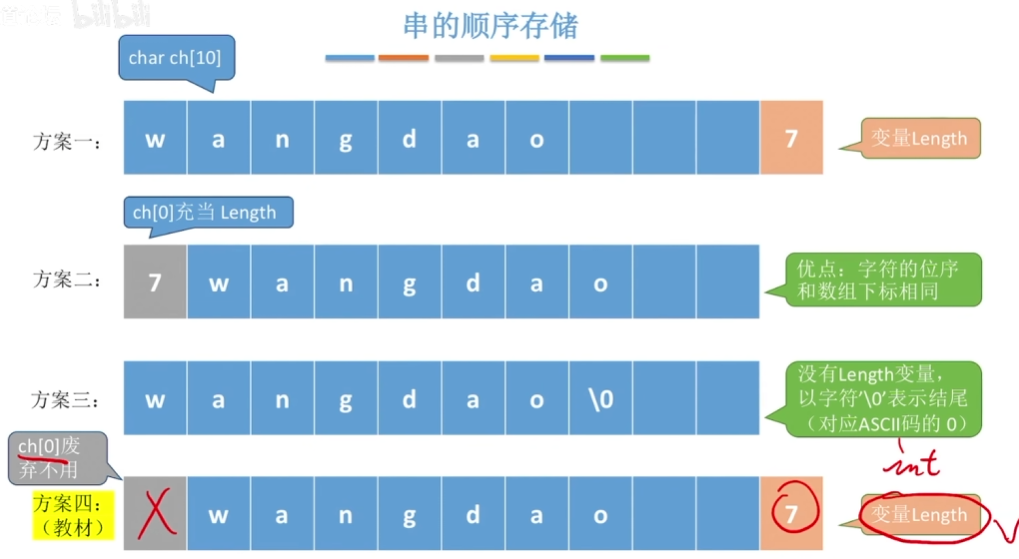 bilibili
串的顺序存储
char ch[10]
方案一：
w a n g d a o 7
变量Length
ch[0]充当 Length
方案二：
7 w a n g d a o
优点：字符的位序
和数组下标相同
方案三：
w a n g d a o \0
没有Length变量，
以字符'\0'表示结尾
（对应ASCII码的 0）
int
ch[0]废
弃不用
方案四：
（教材）
X w a n g d a o 7
变量Length